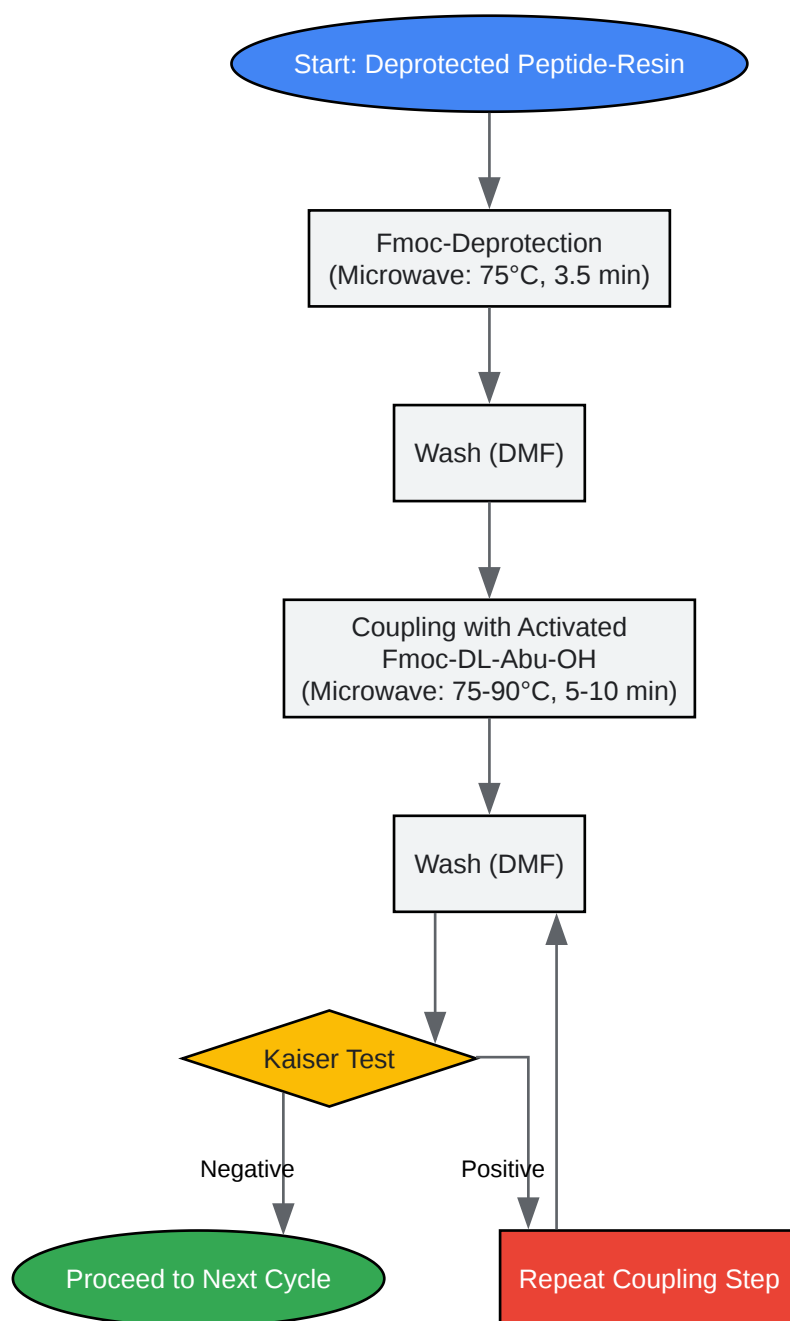 Start: Deprotected Peptide-Resin
Fmoc-Deprotection
(Microwave: 75°C, 3.5 min)
Wash (DMF)
Coupling with Activated
Fmoc-DL-Abu-OH
(Microwave: 75-90°C, 5-10 min)
Wash (DMF)
Kaiser Test
Negative
Positive
Proceed to Next Cycle
Repeat Coupling Step